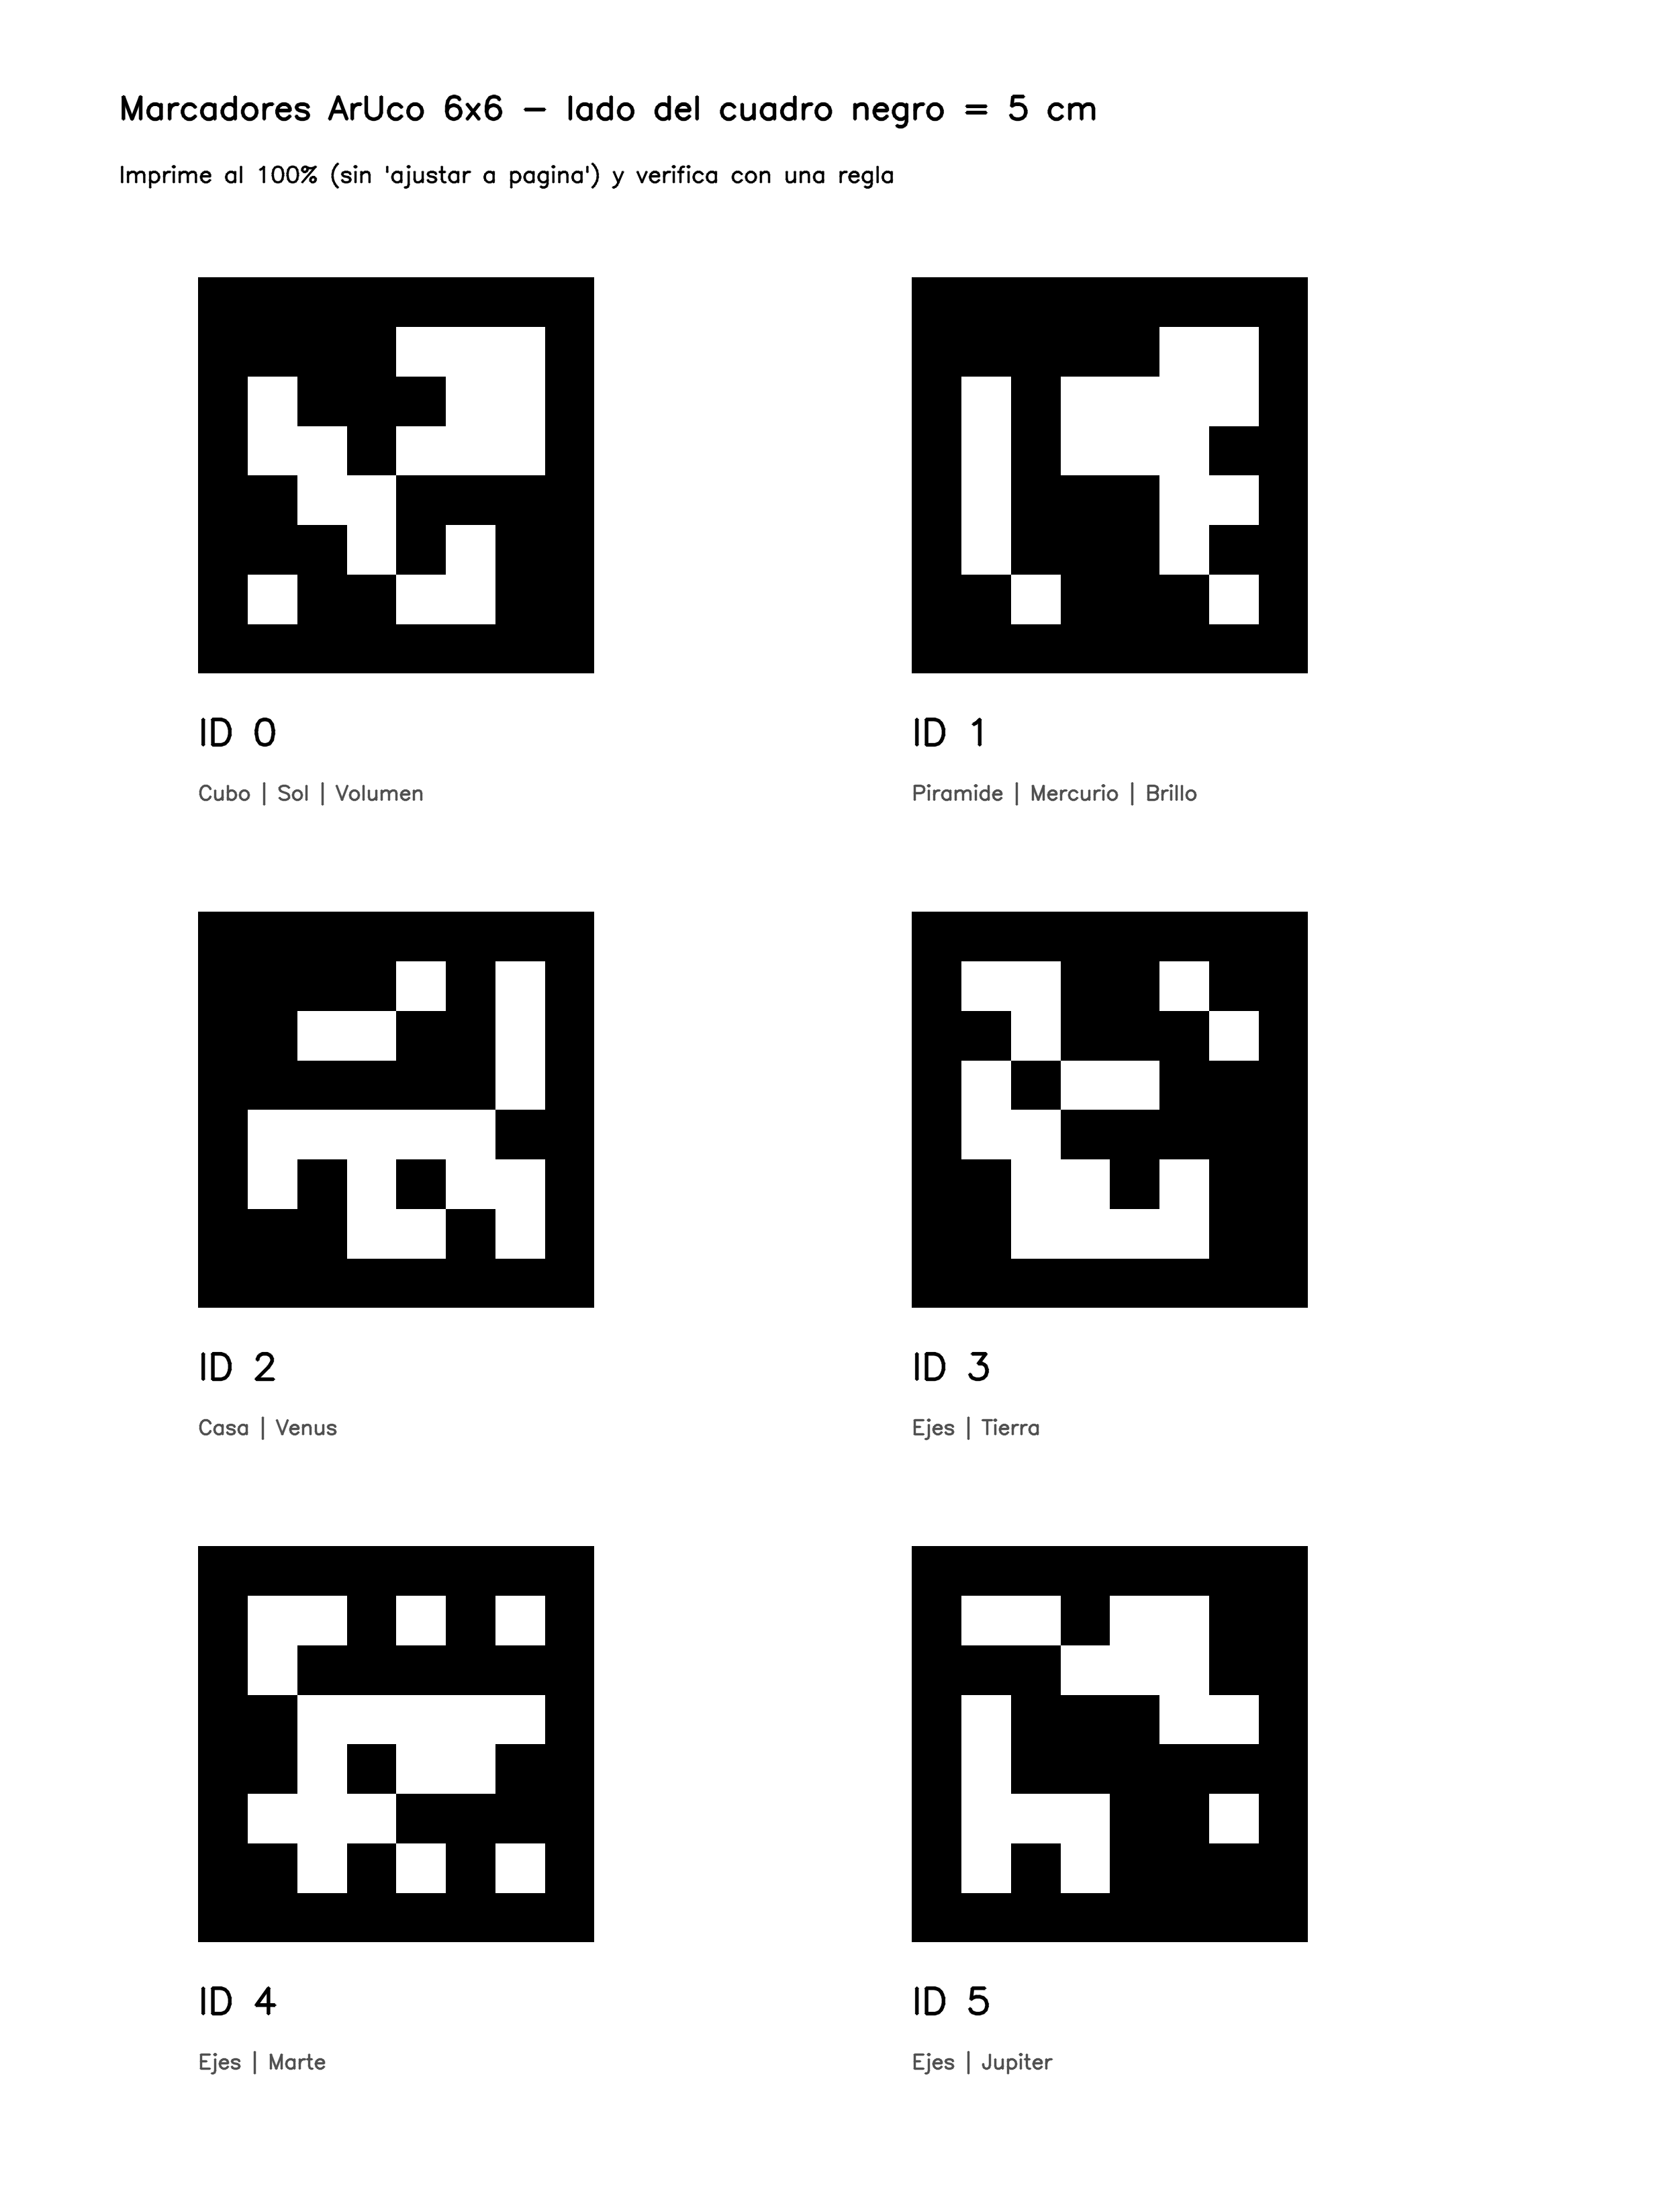 Marcadores ArUco 6x6 – lado del cuadro negro = 5 cm
Imprime al 100% (sin 'ajustar a pagina') y verifica con una regla
ID 0
Cubo | Sol | Volumen
ID 1
Piramide | Mercurio | Brillo
ID 2
Casa | Venus
ID 3
Ejes | Tierra
ID 4
Ejes | Marte
ID 5
Ejes | Jupiter